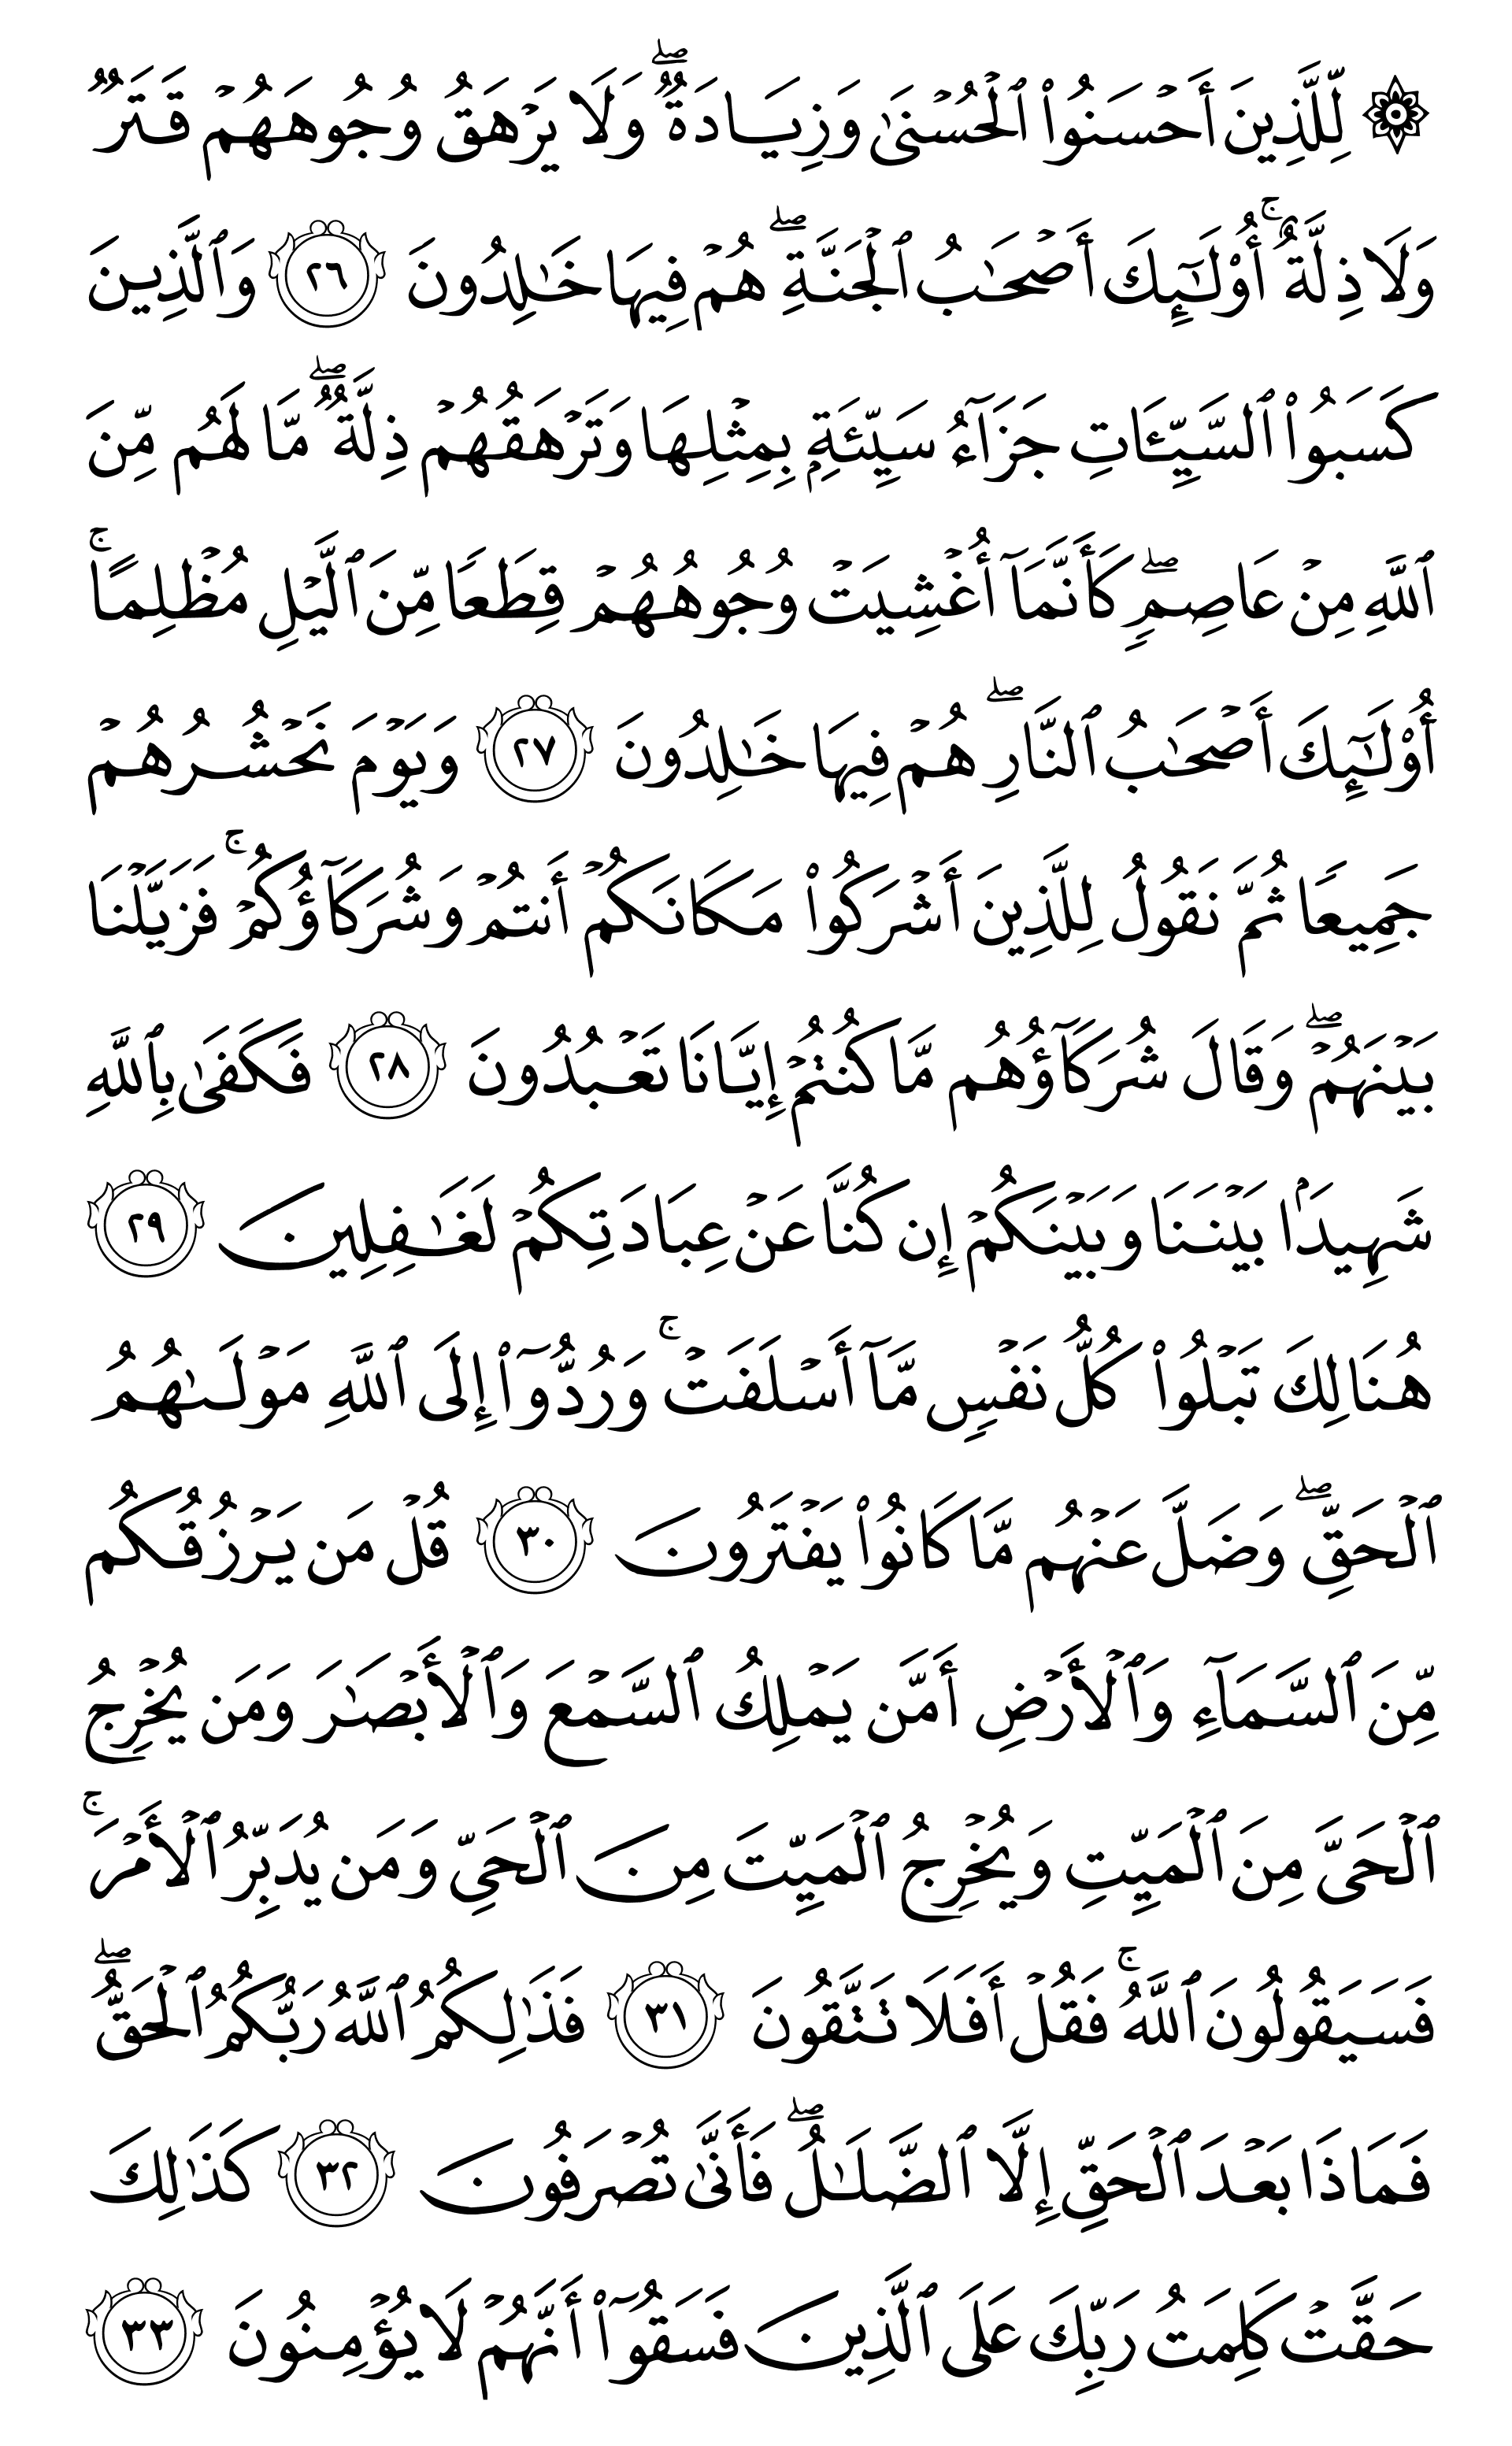 ۞ لِّلَّذِينَ أَحْسَنُوا۟ ٱلْحُسْنَىٰ وَزِيَادَةٌۖ وَلَا يَرْهَقُ وُجُوهَهُمْ قَتَرٌ
وَلَا ذِلَّةٌۚ أُو۟لَـٰٓئِكَ أَصْحَـٰبُ ٱلْجَنَّةِۖ هُمْ فِيهَا خَـٰلِدُونَ ٢٦ وَٱلَّذِينَ
كَسَبُوا۟ ٱلسَّيِّـَٔاتِ جَزَآءُ سَيِّئَةٍۭ بِمِثْلِهَا وَتَرْهَقُهُمْ ذِلَّةٌۖ مَّا لَهُم مِّنَ
ٱللَّهِ مِنْ عَاصِمٍۖ كَأَنَّمَآ أُغْشِيَتْ وُجُوهُهُمْ قِطَعًا مِّنَ ٱلَّيْلِ مُظْلِمًاۚ
أُو۟لَـٰٓئِكَ أَصْحَـٰبُ ٱلنَّارِۖ هُمْ فِيهَا خَـٰلِدُونَ ٢٧ وَيَوْمَ نَحْشُرُهُمْ
جَمِيعًا ثُمَّ نَقُولُ لِلَّذِينَ أَشْرَكُوا۟ مَكَانَكُمْ أَنتُمْ وَشُرَكَآؤُكُمْۚ فَزَيَّلْنَا
بَيْنَهُمْۖ وَقَالَ شُرَكَآؤُهُم مَّا كُنتُمْ إِيَّانَا تَعْبُدُونَ ٢٨ فَكَفَىٰ بِٱللَّهِ
شَهِيدًۢا بَيْنَنَا وَبَيْنَكُمْ إِن كُنَّا عَنْ عِبَادَتِكُمْ لَغَـٰفِلِينَ ٢٩
هُنَالِكَ تَبْلُوا۟ كُلُّ نَفْسٍ مَّآ أَسْلَفَتْۚ وَرُدُّوٓا۟ إِلَى ٱللَّهِ مَوْلَىٰهُمُ
ٱلْحَقِّۖ وَضَلَّ عَنْهُم مَّا كَانُوا۟ يَفْتَرُونَ ٣٠ قُلْ مَن يَرْزُقُكُم
مِّنَ ٱلسَّمَآءِ وَٱلْأَرْضِ أَمَّن يَمْلِكُ ٱلسَّمْعَ وَٱلْأَبْصَـٰرَ وَمَن يُخْرِجُ
ٱلْحَىَّ مِنَ ٱلْمَيِّتِ وَيُخْرِجُ ٱلْمَيِّتَ مِنَ ٱلْحَىِّ وَمَن يُدَبِّرُ ٱلْأَمْرَۚ
فَسَيَقُولُونَ ٱللَّهُۚ فَقُلْ أَفَلَا تَتَّقُونَ ٣١ فَذَٰلِكُمُ ٱللَّهُ رَبُّكُمُ ٱلْحَقُّۖ
فَمَاذَا بَعْدَ ٱلْحَقِّ إِلَّا ٱلضَّلَـٰلُۖ فَأَنَّىٰ تُصْرَفُونَ ٣٢ كَذَٰلِكَ
حَقَّتْ كَلِمَتُ رَبِّكَ عَلَى ٱلَّذِينَ فَسَقُوٓا۟ أَنَّهُمْ لَا يُؤْمِنُونَ ٣٣